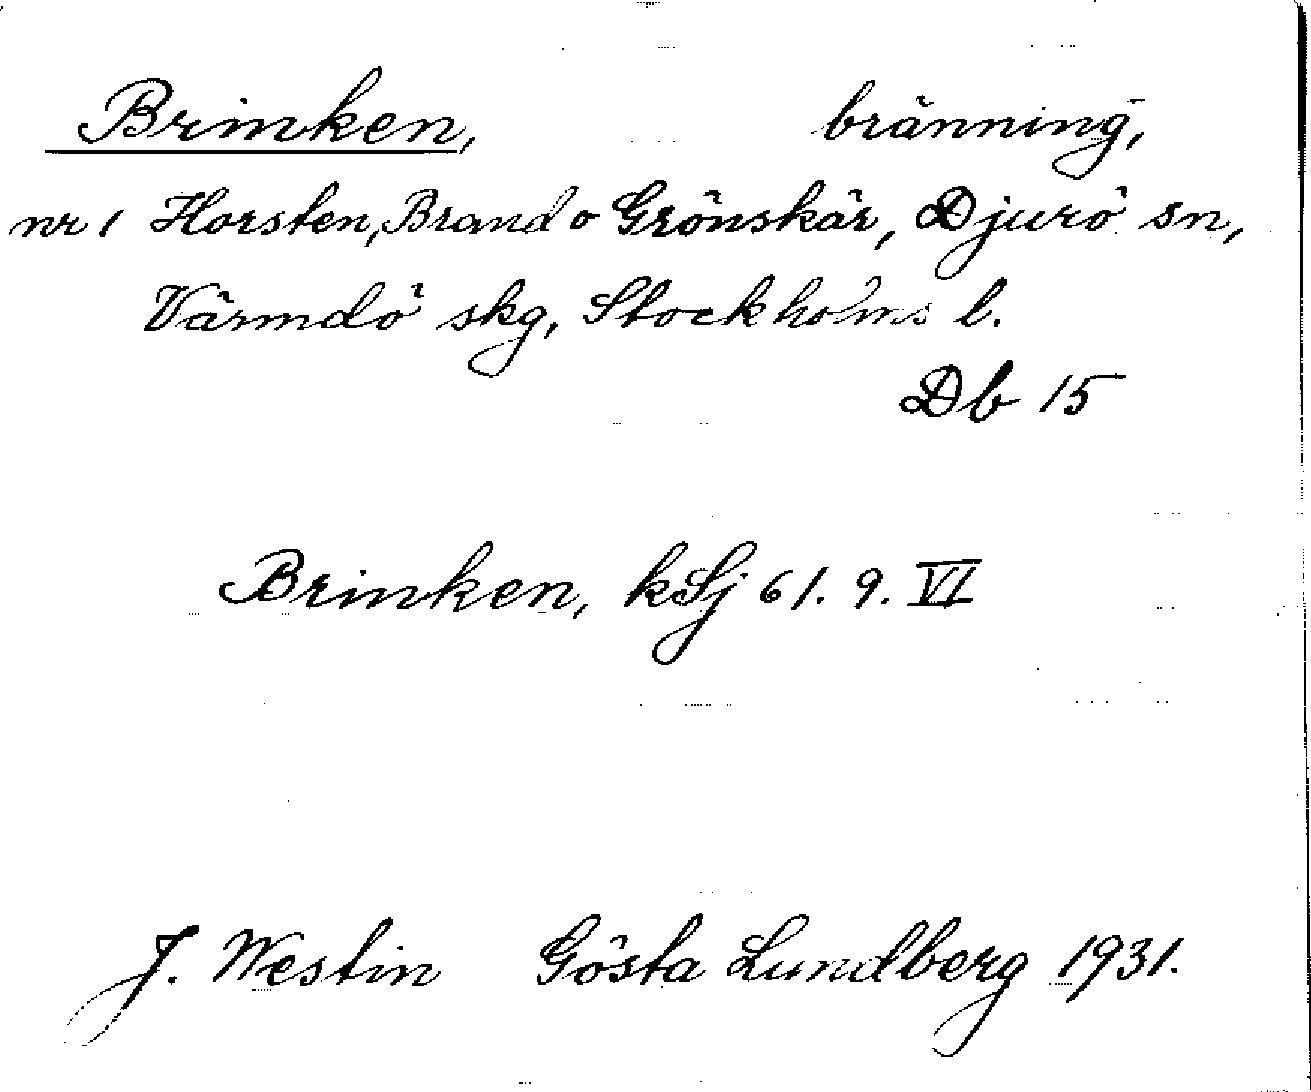 Brinken, bränning,
nr 1 Horsten, Brand o Grönskär, Djurö sn,
Värmdö skg, Stockholms l.
Db 15
Brinken, kSj 61. 9. VI
J. Westin Gösta Lundberg 1931.